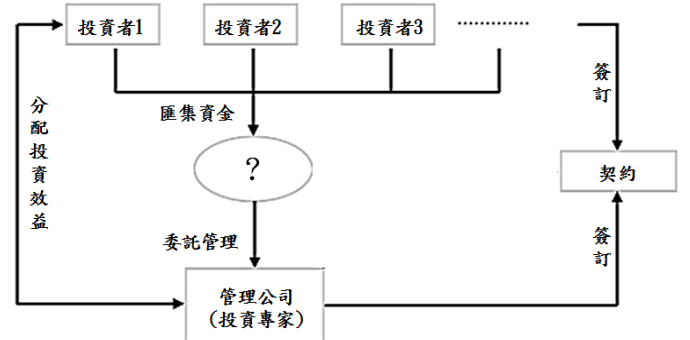 投資者1
投資者2
投資者3
..............
匯集資金
簽訂
分配投資效益
?
契約
委託管理
簽訂
管理公司
(投資專家)